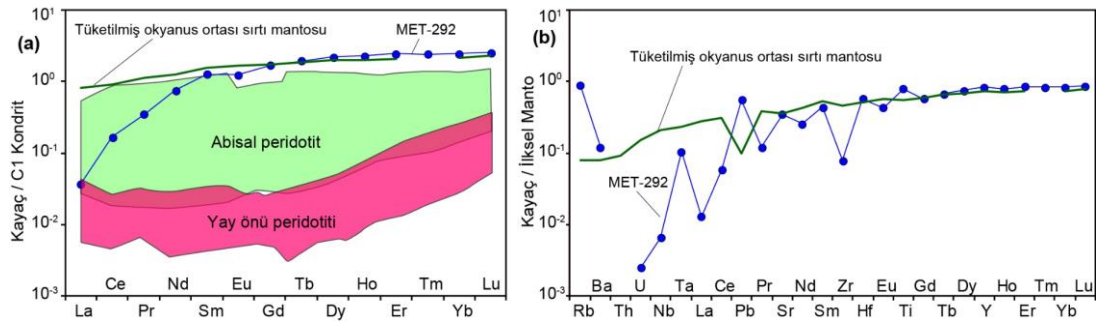 (a)
Tüketilmiş okyanus ortası sırtı mantosu
MET-292
Abisal peridotit
Yay önü peridotiti
Kayaç / C1 Kondrit
10¹
10⁰
10⁻¹
10⁻²
10⁻³
Ce Nd Sm Eu Tb Ho Tm Lu
La Pr Sm Gd Dy Er Yb
(b)
Tüketilmiş okyanus ortası sırtı mantosu
MET-292
Kayaç / İlksel Manto
10¹
10⁰
10⁻¹
10⁻²
10⁻³
Ba U Ta Ce Pr Nd Zr Eu Gd Dy Ho Tm Lu
Rb Th Nb La Pb Sr Sm Hf Ti Tb Y Er Yb